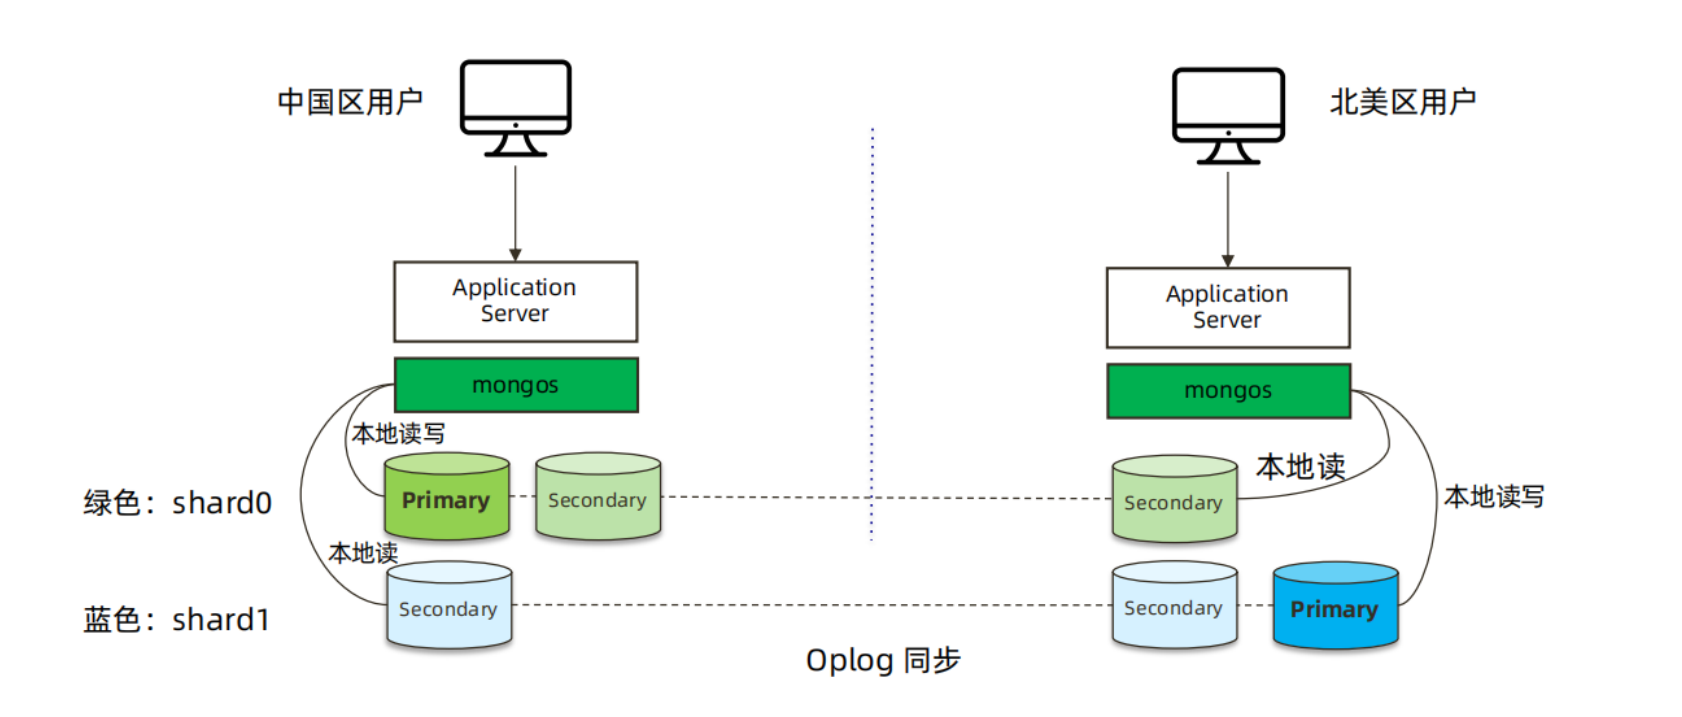 中国区用户
北美区用户
Application
Server
Application
Server
mongos
mongos
本地读写
本地读
本地读写
绿色：shard0
Primary
Secondary
Secondary
本地读
蓝色：shard1
Secondary
Secondary
Primary
Oplog 同步